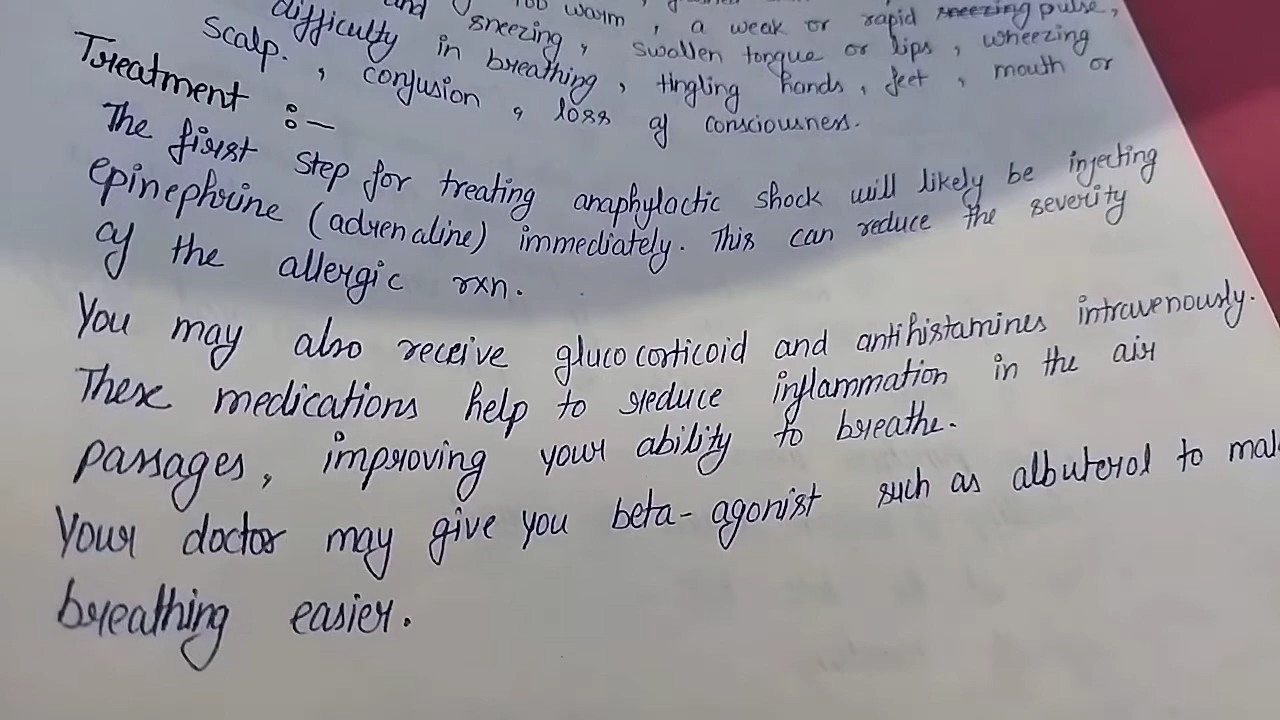 and sneezing, too warm, a weak or rapid sneezing pulse,
difficulty in breathing, swollen tongue or lips, wheezing
Scalp., confusion, loss of consciousness. tingling hands, feet, mouth or
Treatment :-
The first step for treating anaphylactic shock will likely be injecting
epinephrine (adrenaline) immediately. This can reduce the severity
of the allergic rxn.
You may also receive glucocorticoid and antihistamines intravenously.
These medications help to reduce inflammation in the air
passages, improving your ability to breathe.
Your doctor may give you beta-agonist such as albuterol to mak
breathing easier.